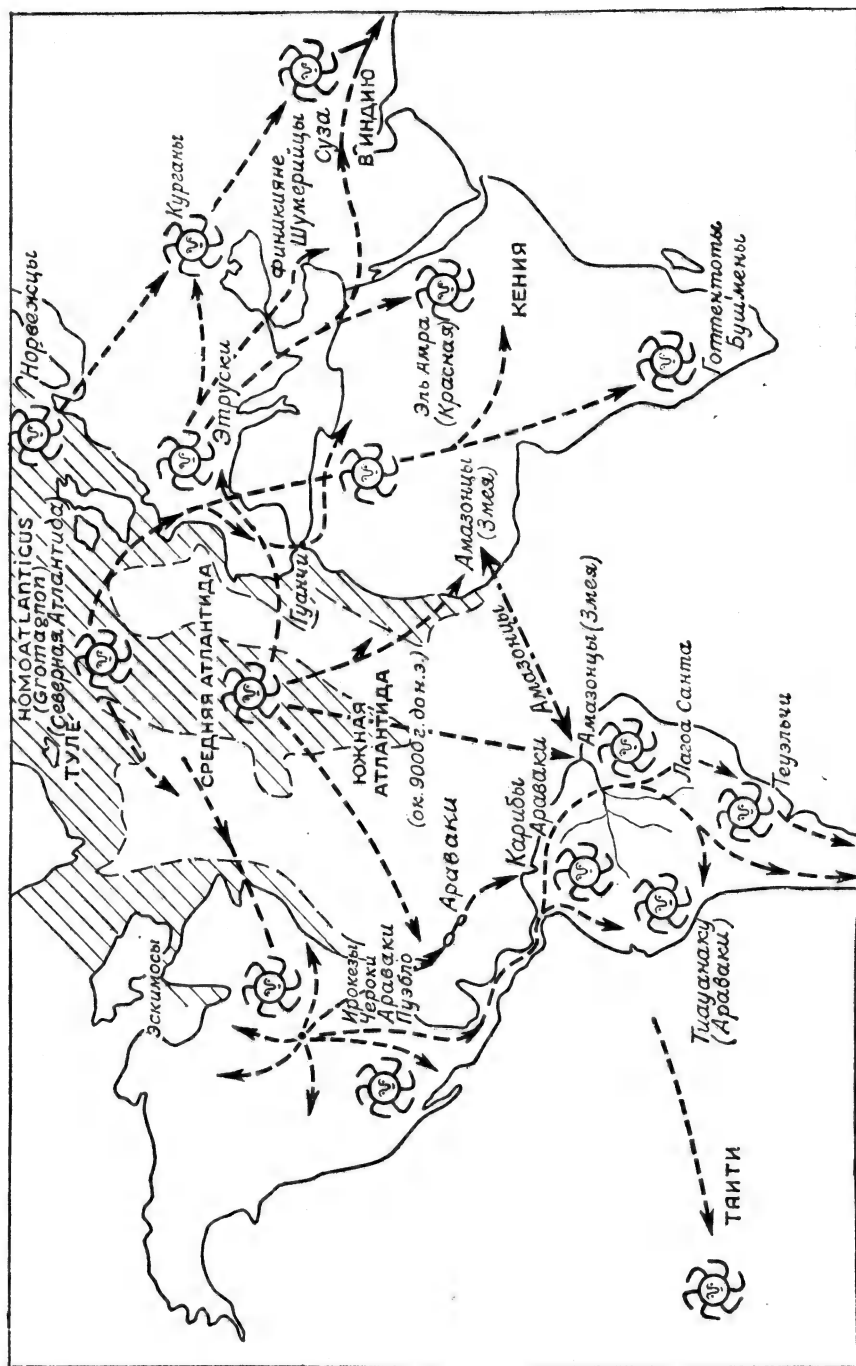 НОМОАTLANTICUS
(Gromagnon)
(Северная Атлантида)
ТУЛЕ
Норвежцы
Курганы
Этруски
Финикияне
Шумерийцы
Суза
В ИНДИЮ
Эскимосы
СРЕДНЯЯ АТЛАНТИДА
Гуанчи
Эль Амра
(Красная)
КЕНИЯ
Ирокезы
Чероки
Араваки
Пуэбло
ЮЖНАЯ
АТЛАНТИДА
(ок. 9000 г. до н.э.)
Амазонцы
(Змея)
Готтентоты
Бушмены
Араваки
Карибы
Араваки
Амазонцы
Амазонцы (Змея)
Лагоа Санта
Теуэльчи
Тиауанаку
(Араваки)
ТАИТИ